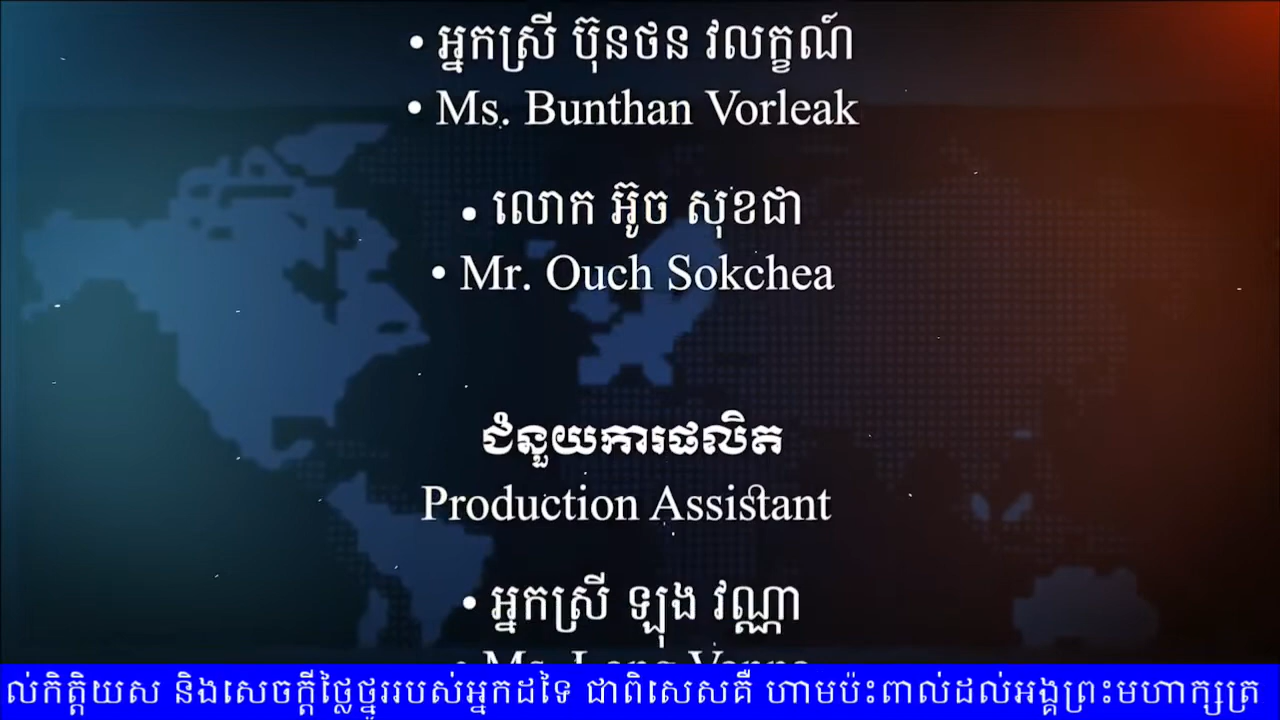 • អ្នកស្រី ប៊ុនថន វលក្ខណ៍
• Ms. Bunthan Vorleak
• លោក អ៊ូច សុខជា
• Mr. Ouch Sokchea
ជំនួយការផលិត
Production Assistant
• អ្នកស្រី ឡុង វណ្ណា
• Ms. Long Vanna
ល់កិត្តិយស និងសេចក្តីថ្លៃថ្នូររបស់អ្នកដទៃ ជាពិសេសគឺ ហាមប៉ះពាល់ដល់អង្គព្រះមហាក្សត្រ